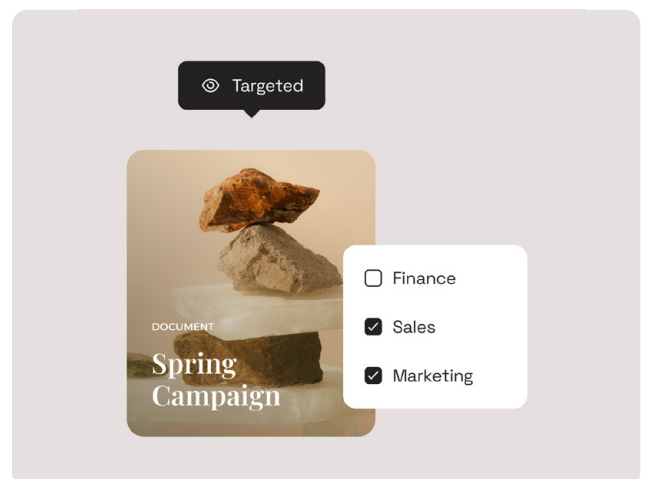 Targeted
DOCUMENT
Spring
Campaign
Finance
Sales
Marketing